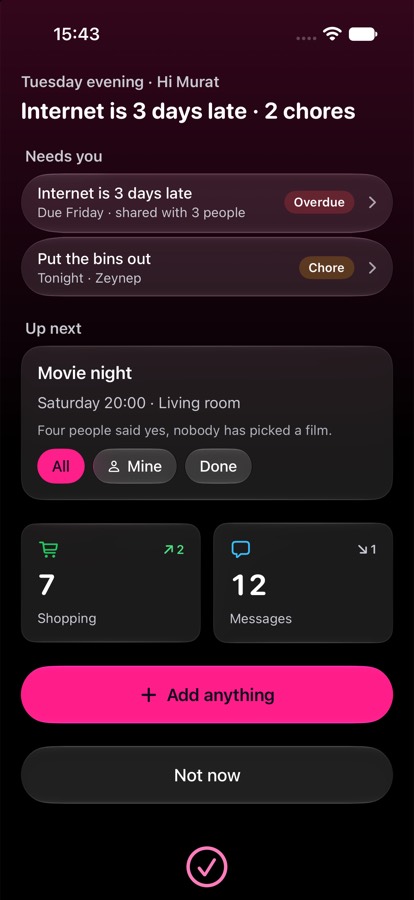 15:43
Tuesday evening · Hi Murat
Internet is 3 days late · 2 chores
Needs you
Internet is 3 days late
Due Friday · shared with 3 people
Overdue
Put the bins out
Tonight · Zeynep
Chore
Up next
Movie night
Saturday 20:00 · Living room
Four people said yes, nobody has picked a film.
All
Mine
Done
2
7
Shopping
1
12
Messages
+ Add anything
Not now